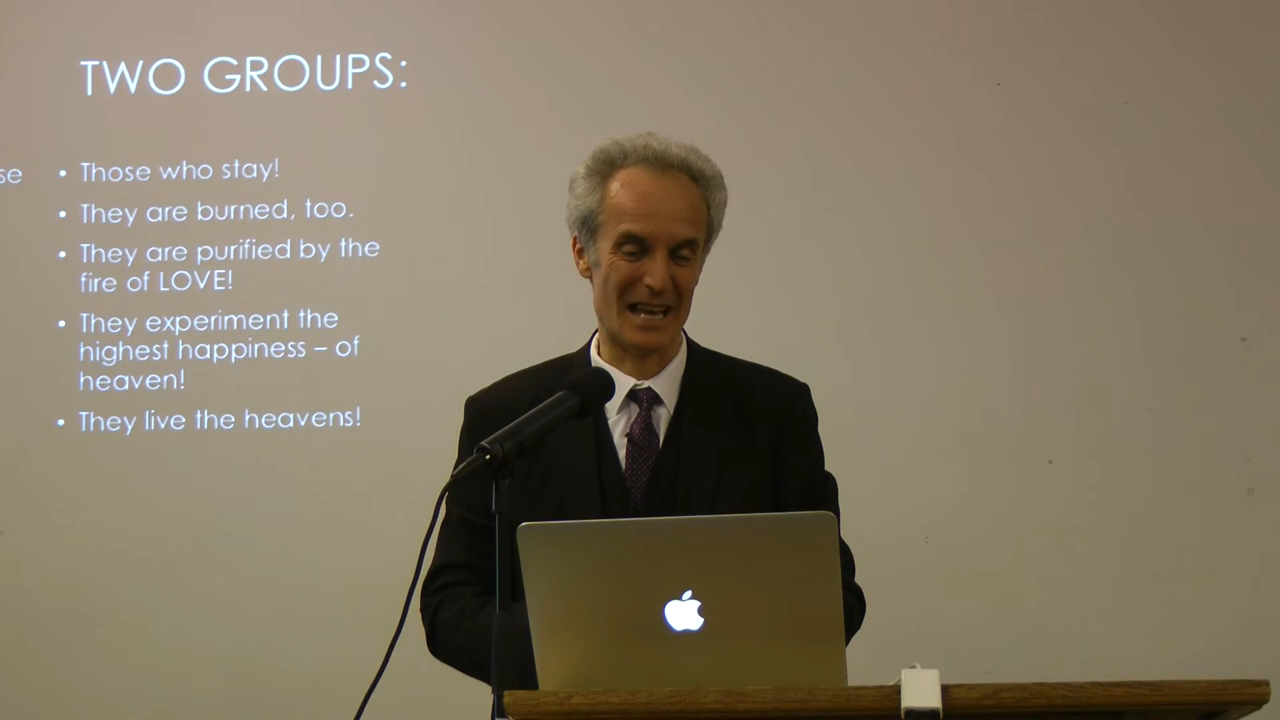 TWO GROUPS:
se
• Those who stay!
• They are burned, too.
• They are purified by the
fire of LOVE!
• They experiment the
highest happiness – of
heaven!
• They live the heavens!